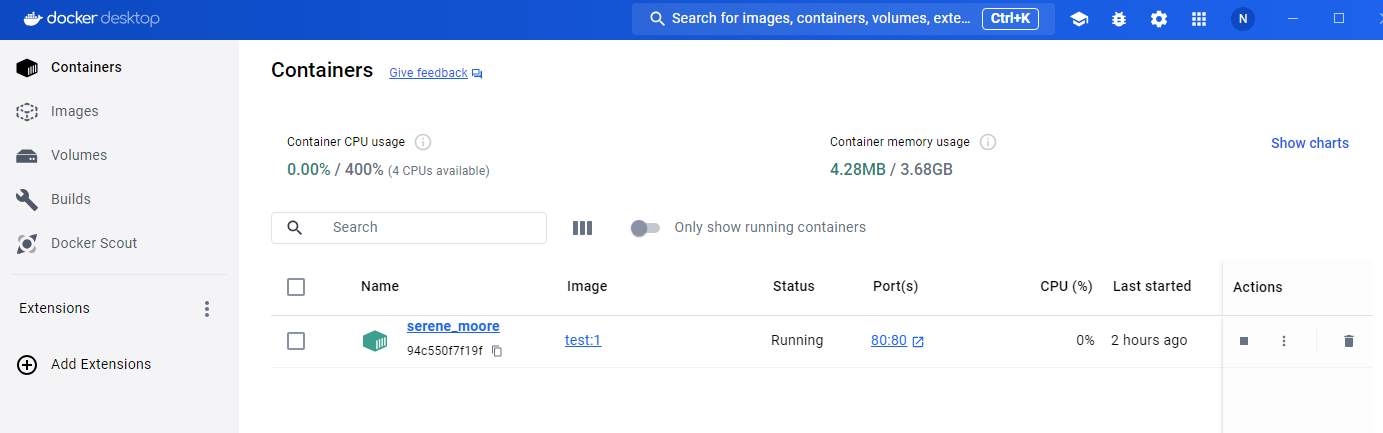 docker desktop
Search for images, containers, volumes, exte... Ctrl+K
N
Containers
Images
Volumes
Builds
Docker Scout
Extensions
Add Extensions
Containers Give feedback
Container CPU usage
0.00% / 400% (4 CPUs available)
Container memory usage
4.28MB / 3.68GB
Show charts
Search
Only show running containers
Name Image Status Port(s) CPU (%) Last started Actions
serene_moore
94c550f7f19f
test:1 Running 80:80 0% 2 hours ago